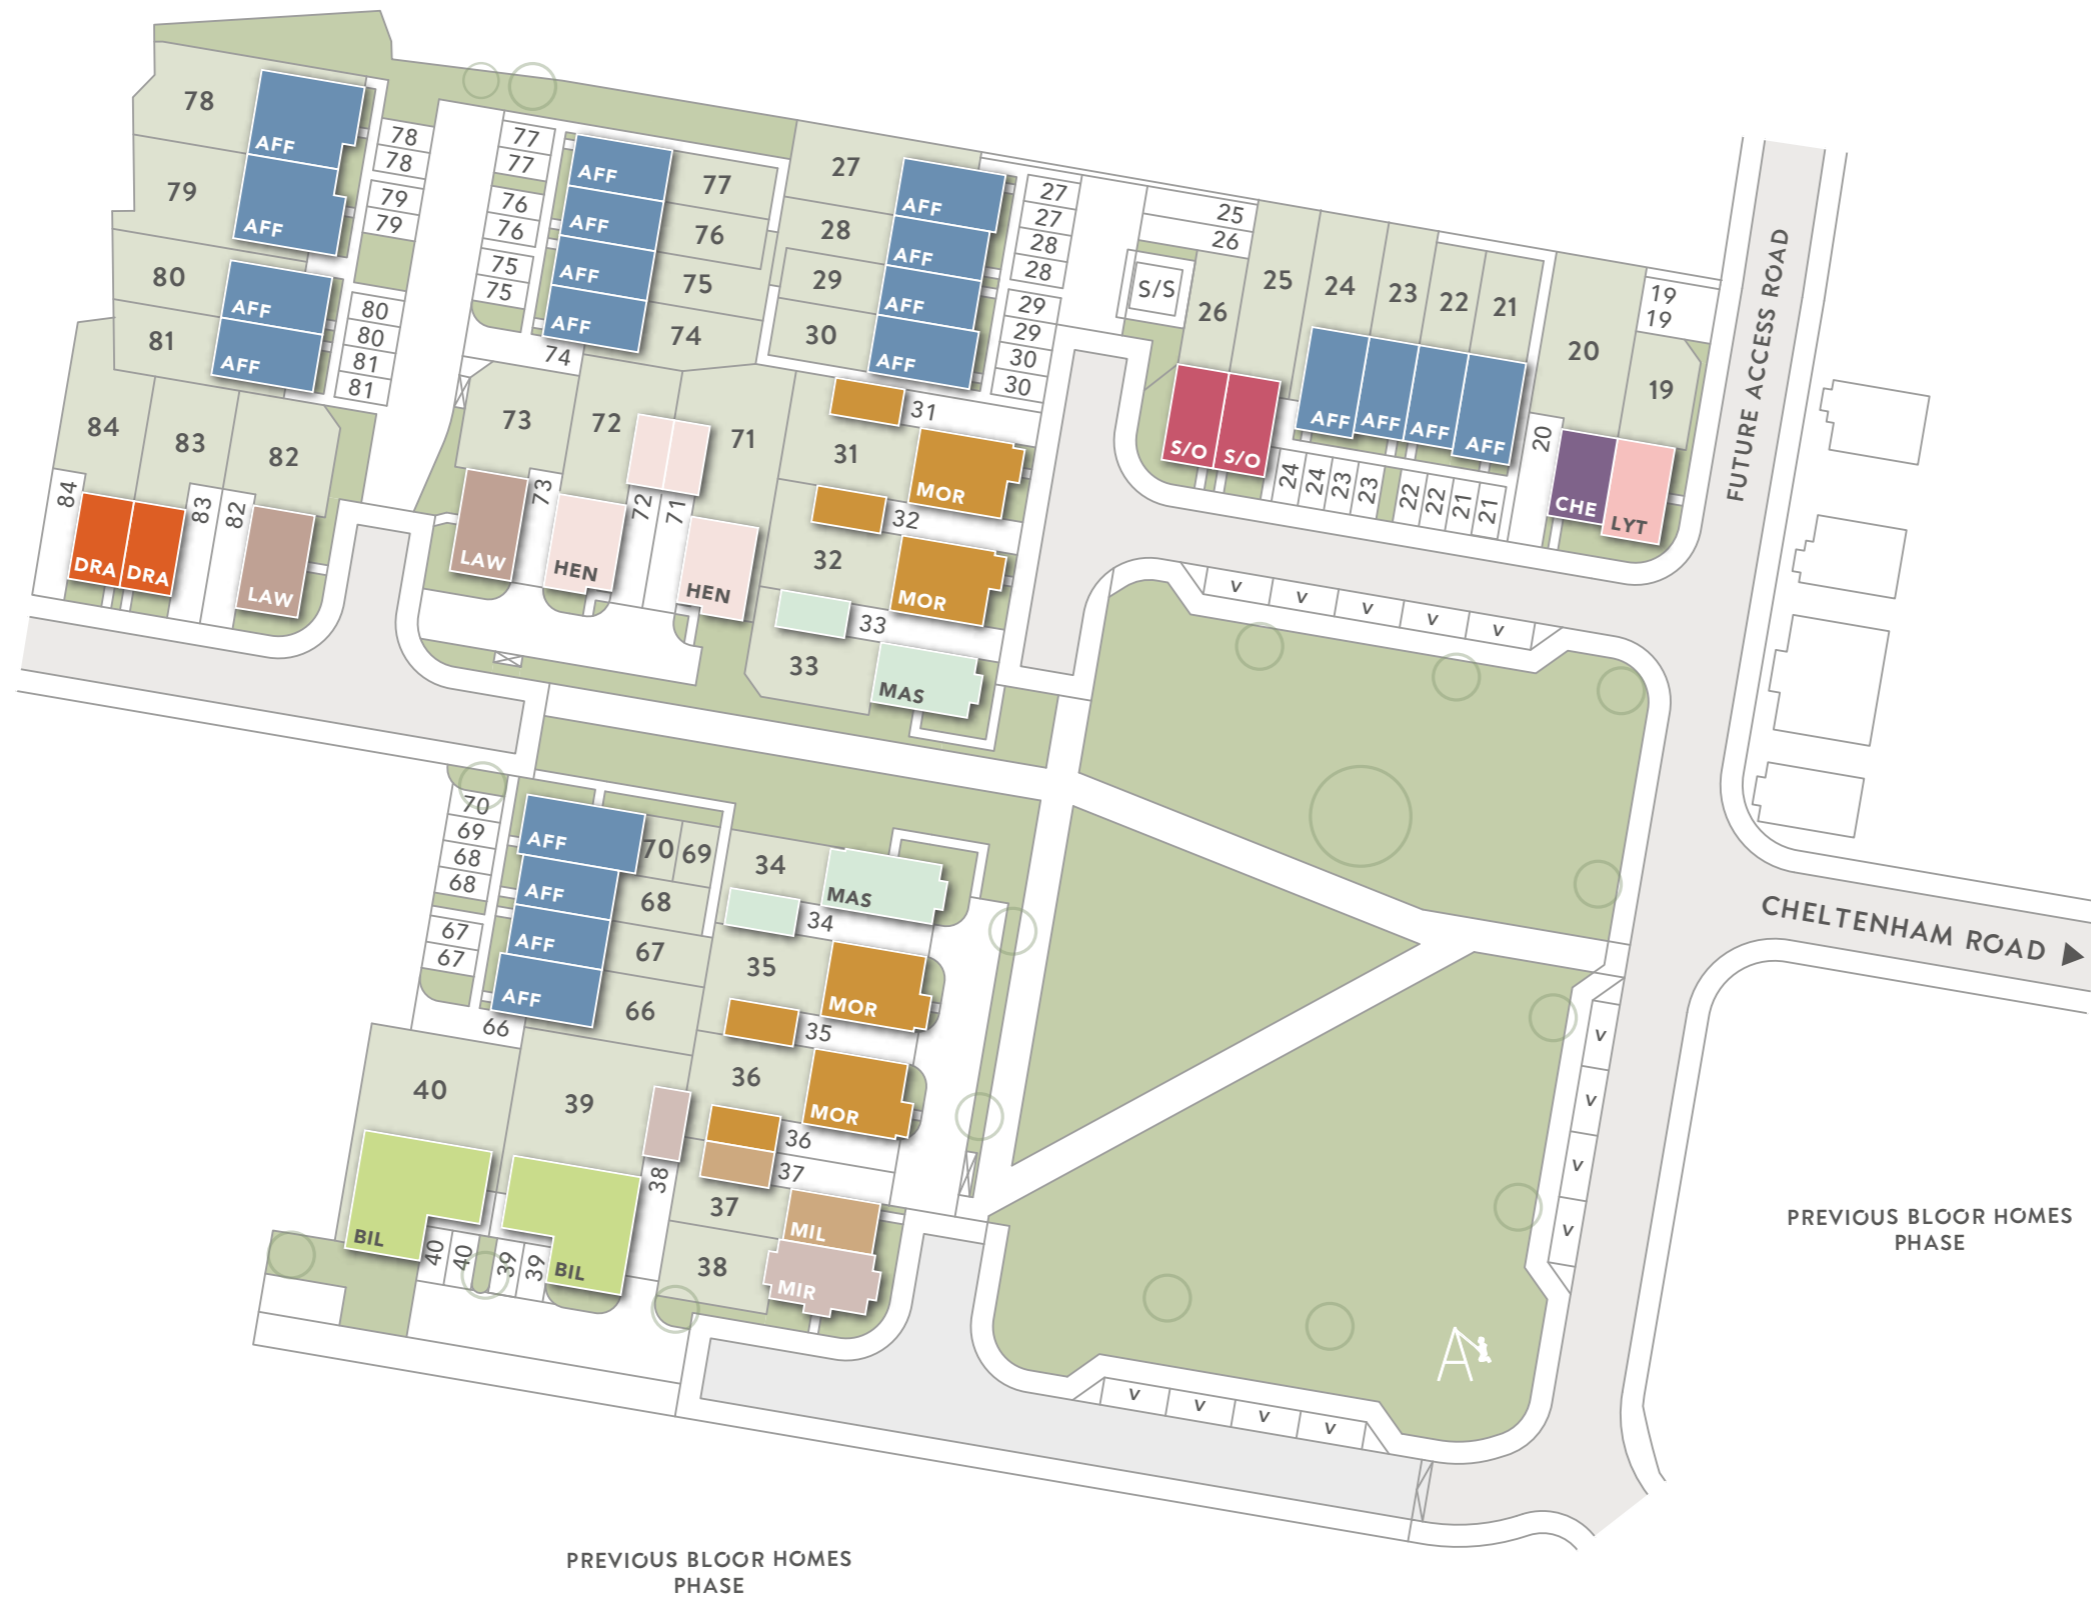 78
AFF
78
78
79
AFF
79
79
80
AFF
80
80
81
AFF
81
81
77
77
AFF
77
76
76
AFF
76
75
75
AFF
75
AFF
74
74
27
AFF
27
27
28
AFF
28
28
29
AFF
29
29
30
AFF
30
30
25
26
S/S
26
25
24
23
22
21
20
19
19
19
S/O
S/O
AFF
AFF
AFF
AFF
24
24
23
23
22
22
21
21
20
CHE
LYT
FUTURE ACCESS ROAD
84
83
82
84
DRA
DRA
83
82
LAW
73
72
71
LAW
73
HEN
72
71
HEN
31
31
MOR
32
32
MOR
33
33
MAS
V
V
V
V
V
70
69
68
68
67
67
AFF
AFF
AFF
AFF
70
69
68
67
66
66
34
MAS
34
35
MOR
35
36
MOR
36
37
37
MIL
38
MIR
40
39
38
BIL
40
40
39
39
BIL
CHELTENHAM ROAD
V
V
V
V
V
V
V
V
PREVIOUS BLOOR HOMES
PHASE
PREVIOUS BLOOR HOMES
PHASE